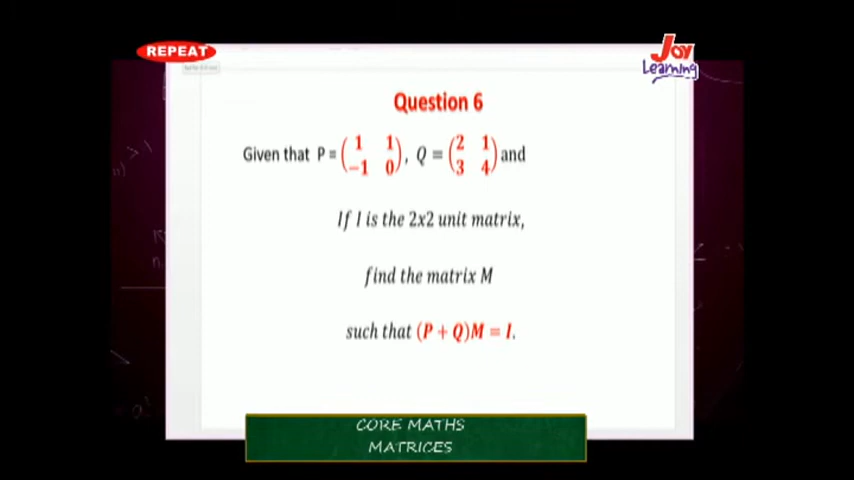 REPEAT
Joy
Learning
Question 6
Given that P = (1 1 −1 0), Q = (2 1 3 4) and
If I is the 2x2 unit matrix,
find the matrix M
such that (P + Q)M = I.
CORE MATHS
MATRICES